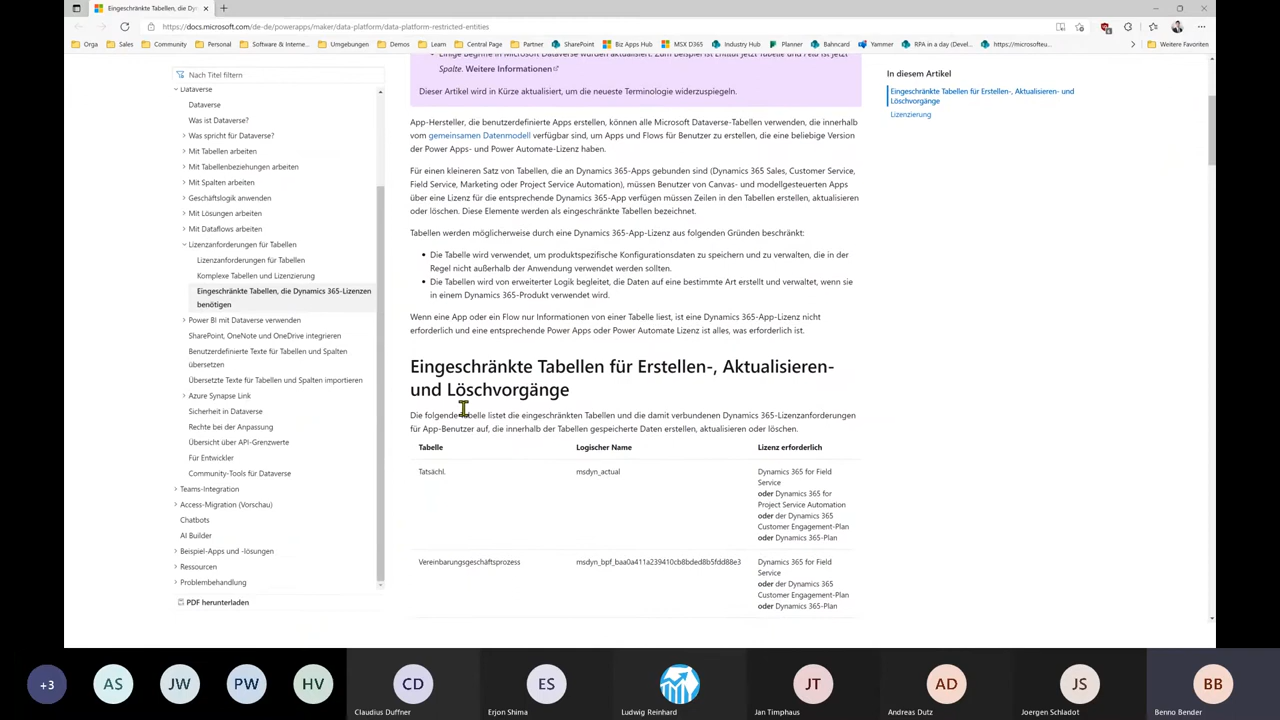 Eingeschränkte Tabellen, die Dy
https://docs.microsoft.com/de-de/powerapps/maker/data-platform/data-platform-restricted-entities
Orga
Sales
Community
Personal
Software & Interne...
Umgebungen
Demos
Learn
Central Page
Partner
SharePoint
Biz Apps Hub
MSX D365
Industry Hub
Planner
Bahncard
Yammer
RPA in a day (Devel...
https://microsofteu...
Weitere Favoriten
Nach Titel filtern
Dataverse
Dataverse
Was ist Dataverse?
Was spricht für Dataverse?
Mit Tabellen arbeiten
Mit Tabellenbeziehungen arbeiten
Mit Spalten arbeiten
Geschäftslogik anwenden
Mit Lösungen arbeiten
Mit Dataflows arbeiten
Lizenzanforderungen für Tabellen
Lizenzanforderungen für Tabellen
Komplexe Tabellen und Lizenzierung
Eingeschränkte Tabellen, die Dynamics 365-Lizenzen
benötigen
Power BI mit Dataverse verwenden
SharePoint, OneNote und OneDrive integrieren
Benutzerdefinierte Texte für Tabellen und Spalten
übersetzen
Übersetzte Texte für Tabellen und Spalten importieren
Azure Synapse Link
Sicherheit in Dataverse
Rechte bei der Anpassung
Übersicht über API-Grenzwerte
Für Entwickler
Community-Tools für Dataverse
Teams-Integration
Access-Migration (Vorschau)
Chatbots
AI Builder
Beispiel-Apps und -lösungen
Ressourcen
Problembehandlung
PDF herunterladen
Einige Begriffe in Microsoft Dataverse wurden aktualisiert. Zum Beispiel ist Entität jetzt Tabelle und Feld ist jetzt
Spalte. Weitere Informationen
Dieser Artikel wird in Kürze aktualisiert, um die neueste Terminologie widerzuspiegeln.
App-Hersteller, die benutzerdefinierte Apps erstellen, können alle Microsoft Dataverse-Tabellen verwenden, die innerhalb
vom gemeinsamen Datenmodell verfügbar sind, um Apps und Flows für Benutzer zu erstellen, die eine beliebige Version
der Power Apps- und Power Automate-Lizenz haben.
Für einen kleineren Satz von Tabellen, die an Dynamics 365-Apps gebunden sind (Dynamics 365 Sales, Customer Service,
Field Service, Marketing oder Project Service Automation), müssen Benutzer von Canvas- und modellgesteuerten Apps
über eine Lizenz für die entsprechende Dynamics 365-App verfügen müssen Zeilen in den Tabellen erstellen, aktualisieren
oder löschen. Diese Elemente werden als eingeschränkte Tabellen bezeichnet.
Tabellen werden möglicherweise durch eine Dynamics 365-App-Lizenz aus folgenden Gründen beschränkt:
• Die Tabelle wird verwendet, um produktspezifische Konfigurationsdaten zu speichern und zu verwalten, die in der
Regel nicht außerhalb der Anwendung verwendet werden sollten.
• Die Tabellen wird von erweiterter Logik begleitet, die Daten auf eine bestimmte Art erstellt und verwaltet, wenn sie
in einem Dynamics 365-Produkt verwendet wird.
Wenn eine App oder ein Flow nur Informationen von einer Tabelle liest, ist eine Dynamics 365-App-Lizenz nicht
erforderlich und eine entsprechende Power Apps oder Power Automate Lizenz ist alles, was erforderlich ist.
Eingeschränkte Tabellen für Erstellen-, Aktualisieren-
und Löschvorgänge
Die folgende Tabelle listet die eingeschränkten Tabellen und die damit verbundenen Dynamics 365-Lizenzanforderungen
für App-Benutzer auf, die innerhalb der Tabellen gespeicherte Daten erstellen, aktualisieren oder löschen.
Tabelle Logischer Name Lizenz erforderlich
Tatsächl. msdyn_actual Dynamics 365 for Field
Service
oder Dynamics 365 for
Project Service Automation
oder der Dynamics 365
Customer Engagement-Plan
oder Dynamics 365-Plan
Vereinbarungsgeschäftsprozess msdyn_bpf_baa0a411a239410cb8bded8b5fdd88e3 Dynamics 365 for Field
Service
oder der Dynamics 365
Customer Engagement-Plan
oder Dynamics 365-Plan
In diesem Artikel
Eingeschränkte Tabellen für Erstellen-, Aktualisieren- und
Löschvorgänge
Lizenzierung
+3
AS
JW
PW
HV
CD
Claudius Duffner
ES
Erjon Shima
Ludwig Reinhard
JT
Jan Timphaus
AD
Andreas Dutz
JS
Joergen Schladot
BB
Benno Bender